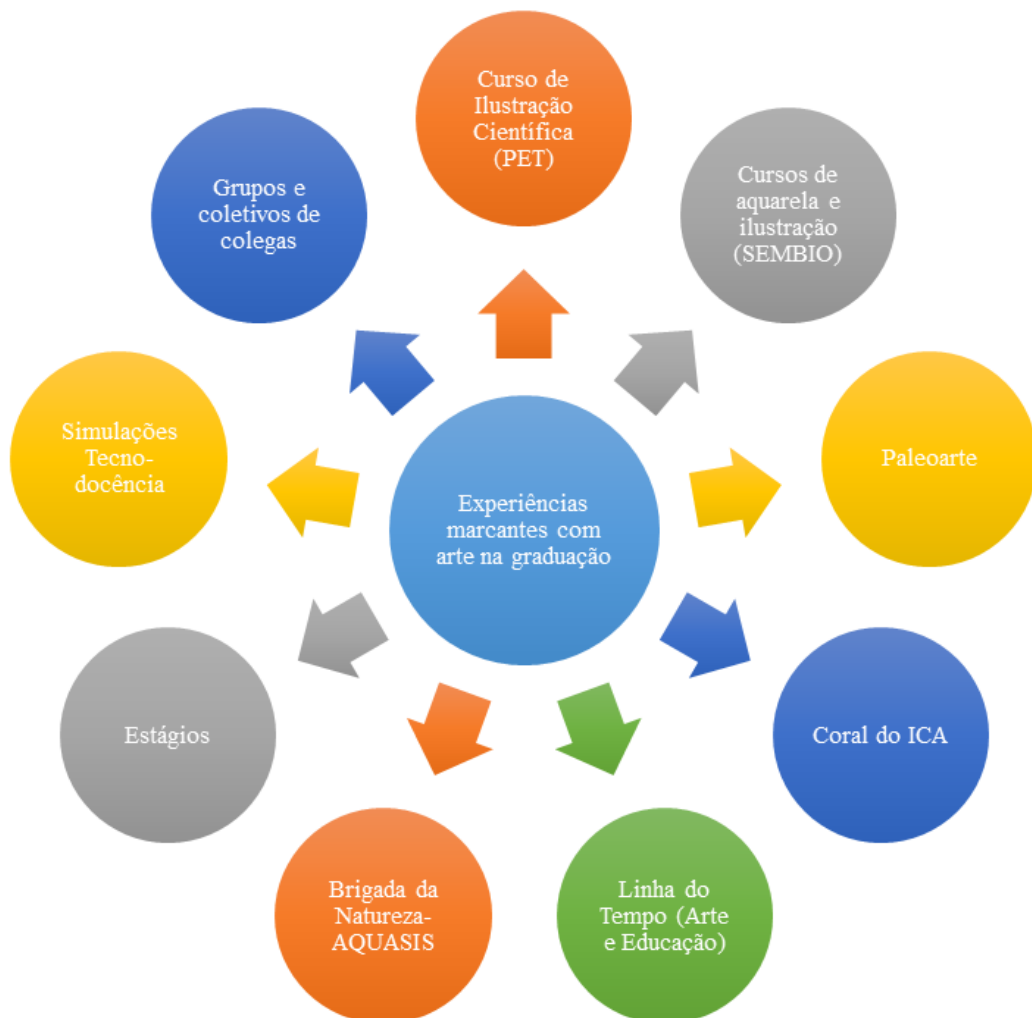 Curso de
Ilustração
Científica
(PET)
Cursos de
aquarela e
ilustração
(SEMBIO)
Paleoarte
Coral do ICA
Linha do
Tempo (Arte
e Educação)
Brigada da
Natureza-
AQUASIS
Estágios
Simulações
Tecno-
docência
Grupos e
coletivos de
colegas
Experiências
marcantes com
arte na graduação